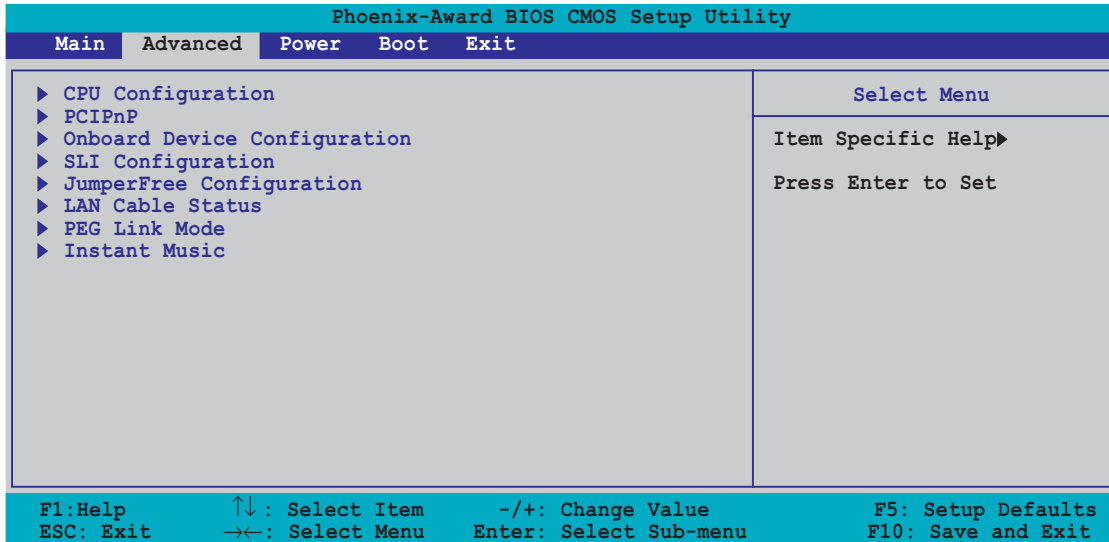 Phoenix-Award BIOS CMOS Setup Utility
Main Advanced Power Boot Exit
CPU Configuration
PCIPnP
Onboard Device Configuration
SLI Configuration
JumperFree Configuration
LAN Cable Status
PEG Link Mode
Instant Music
Select Menu
Item Specific Help
Press Enter to Set
F1:Help ↑↓: Select Item -/+: Change Value F5: Setup Defaults
ESC: Exit →←: Select Menu Enter: Select Sub-menu F10: Save and Exit